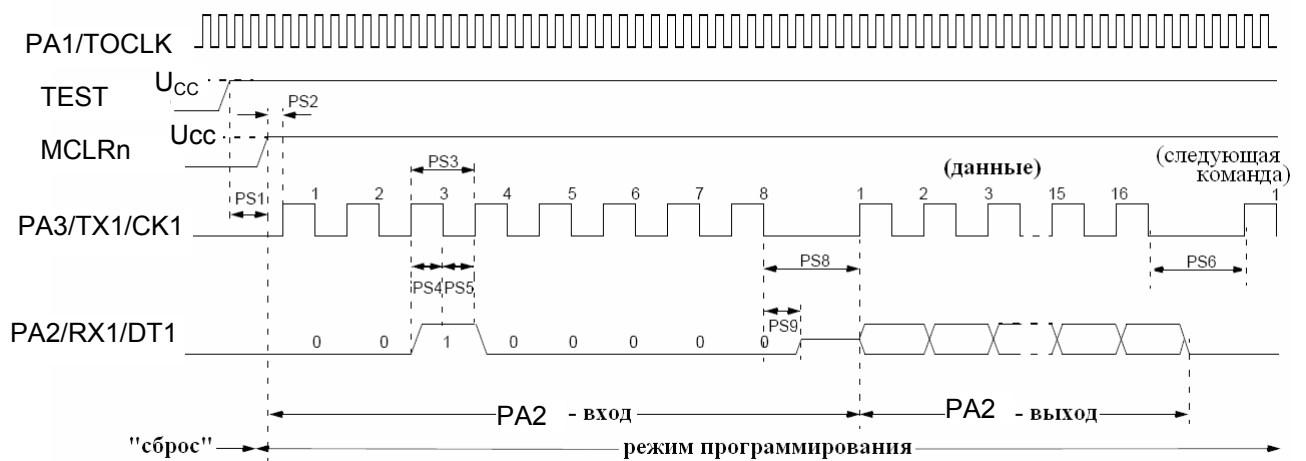 PA1/TOCLK
UCC
TEST
PS2
Ucc
MCLRn
PS3
(данные)
(следующая
команда)
PS1
1 2 3 4 5 6 7 8 1 2 3 15 16 1
PA3/TX1/CK1
PS8
PS6
PS4 PS5
PS9
PA2/RX1/DT1
0 0 1 0 0 0 0 0
PA2 - вход
PA2 - выход
"сброс"
режим программирования